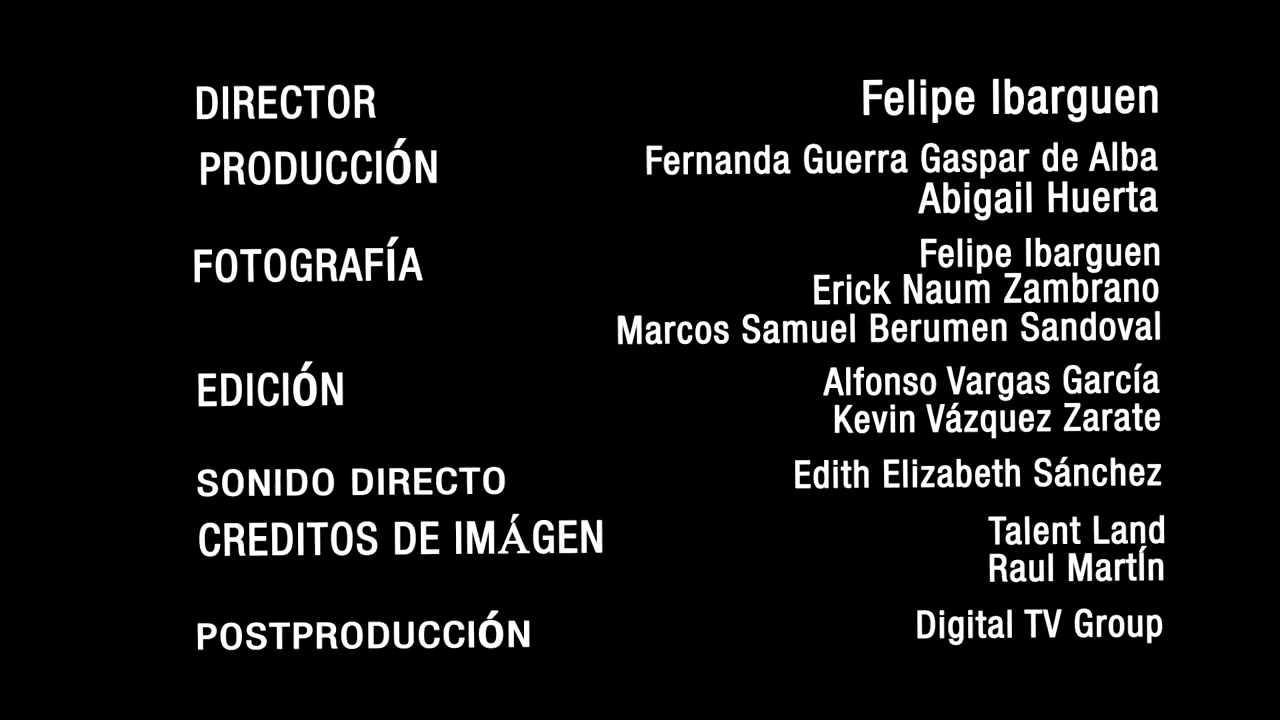 DIRECTOR Felipe Ibarguen
PRODUCCIÓN Fernanda Guerra Gaspar de Alba
Abigail Huerta
FOTOGRAFÍA Felipe Ibarguen
Erick Naum Zambrano
Marcos Samuel Berumen Sandoval
EDICIÓN Alfonso Vargas García
Kevin Vázquez Zarate
SONIDO DIRECTO Edith Elizabeth Sánchez
CREDITOS DE IMÁGEN Talent Land
Raul MartÍn
POSTPRODUCCIÓN Digital TV Group